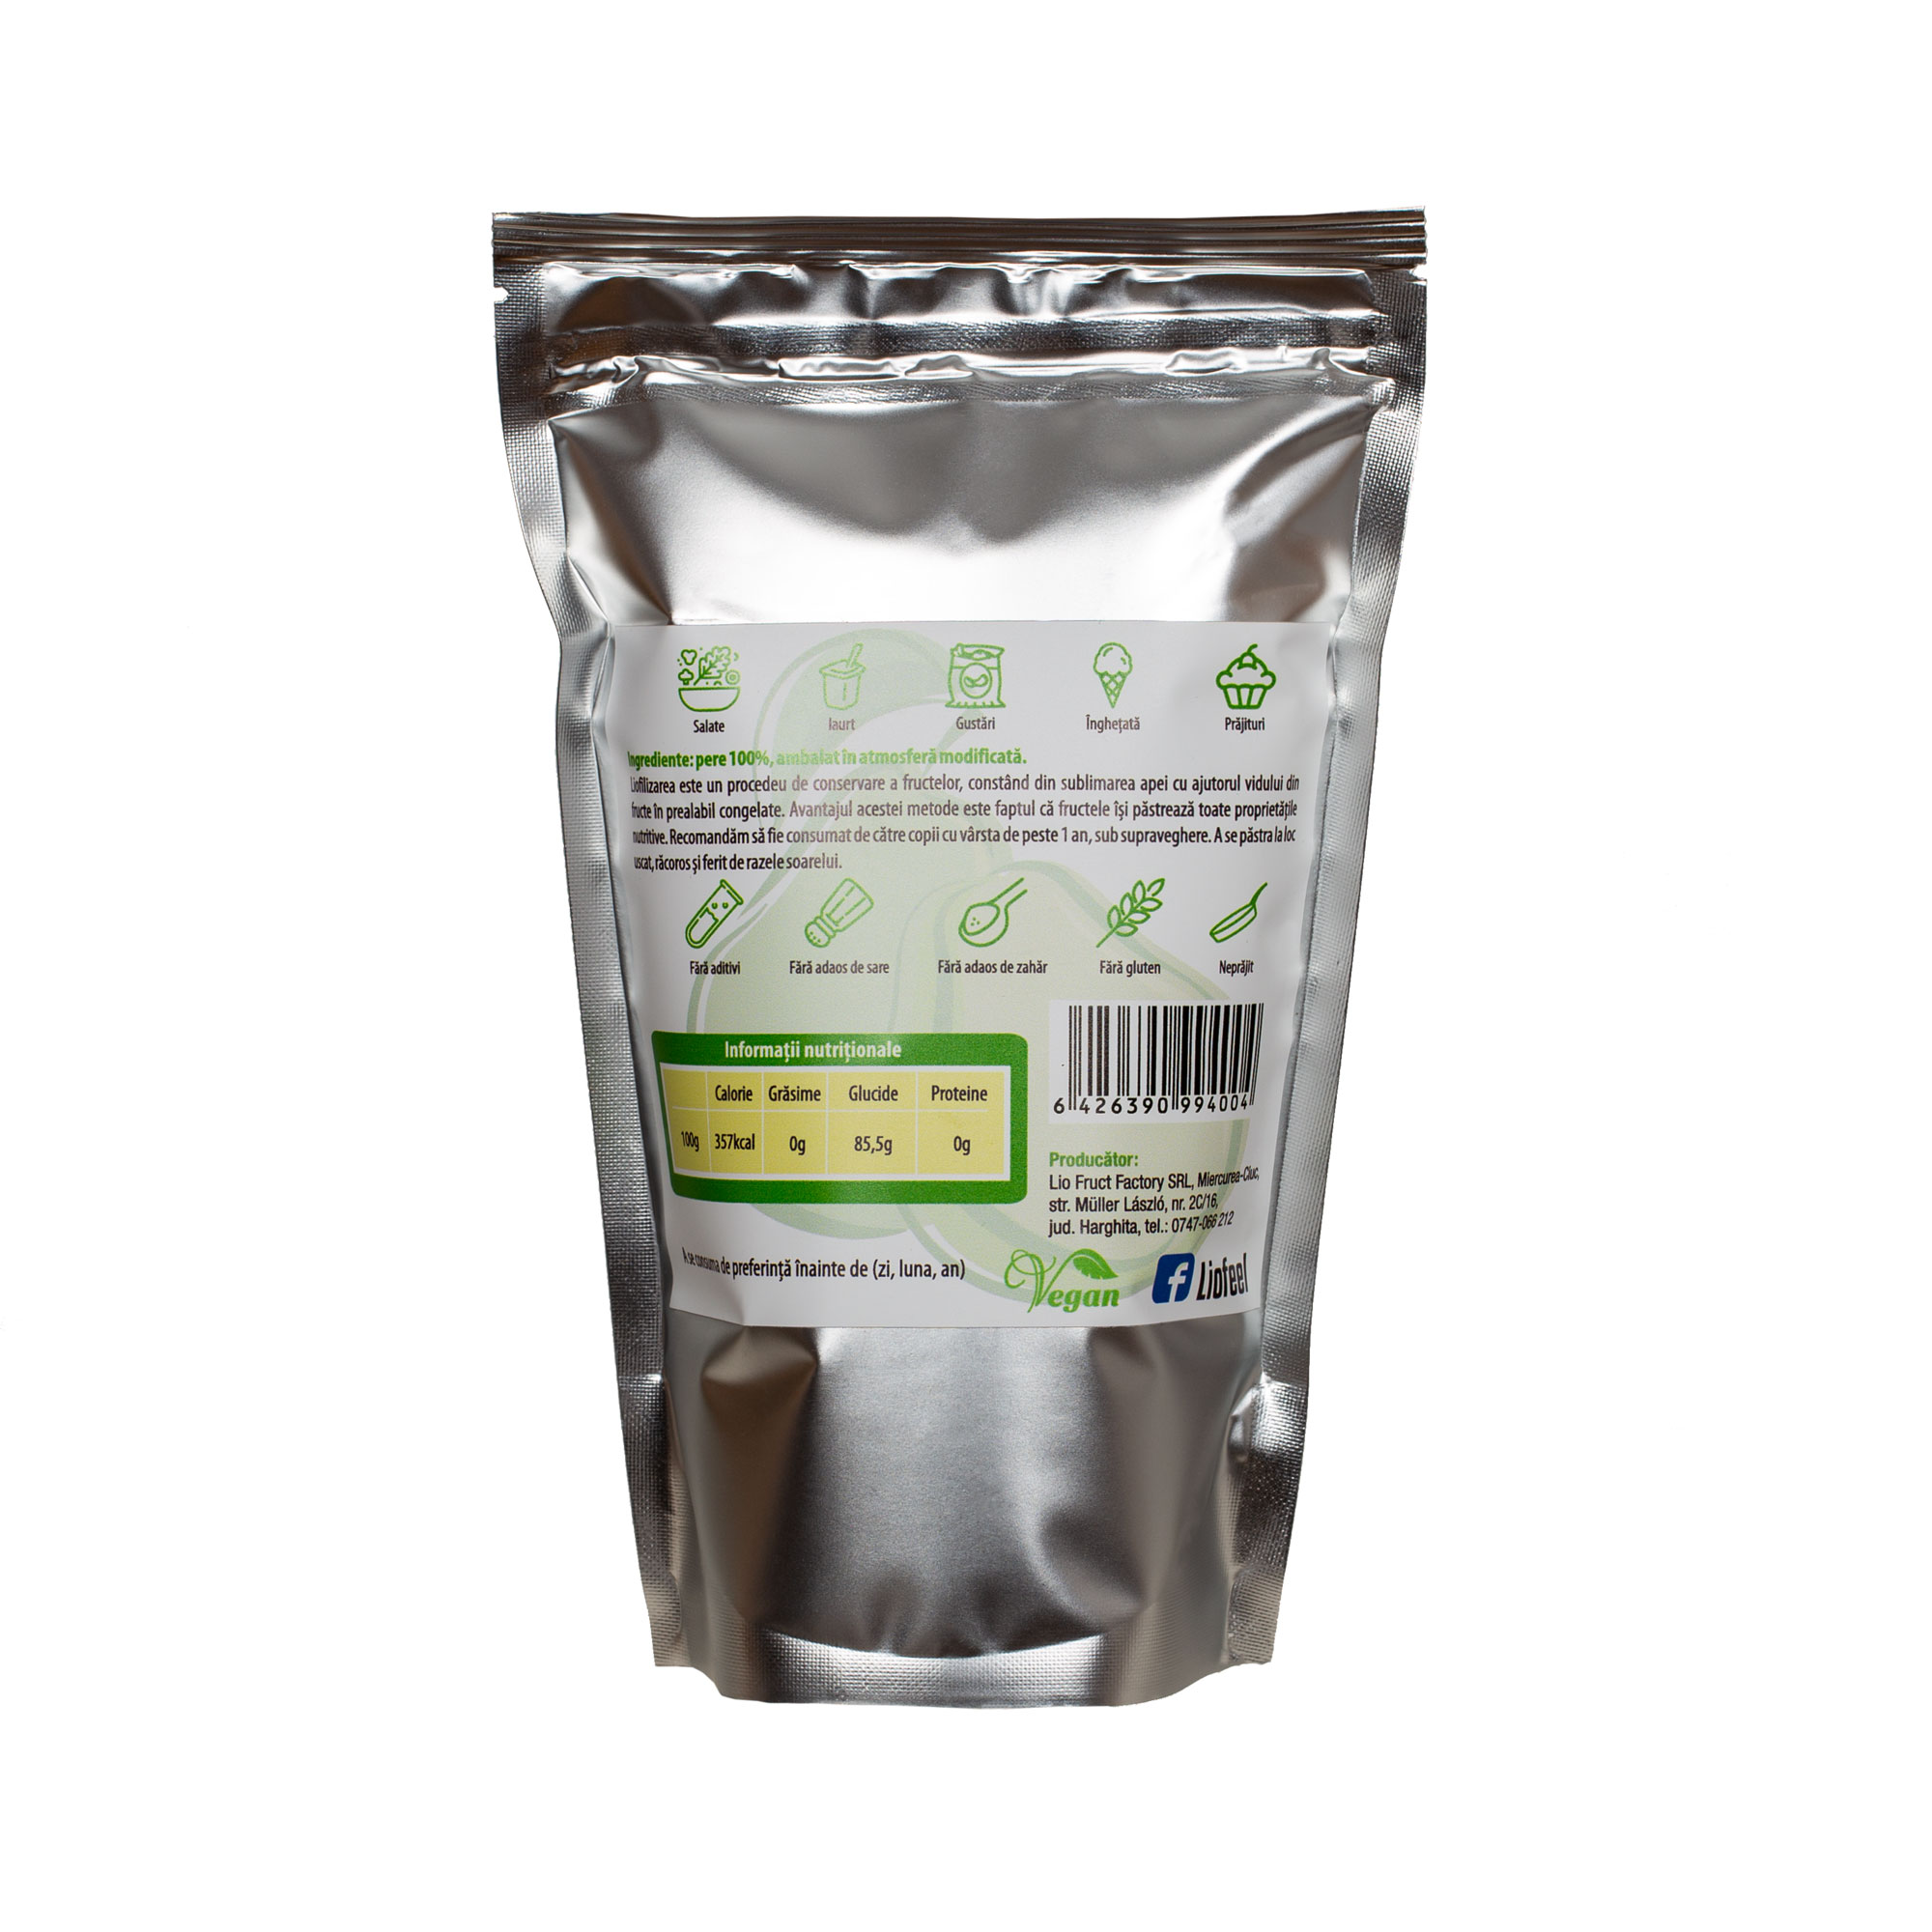 Salate Iaurt Gustări Înghețată Prăjituri
Ingrediente: pere 100%, ambalat în atmosferă modificată.
Liofilizarea este un procedeu de conservare a fructelor, constând din sublimarea apei cu ajutorul vidului din
fructe în prealabil congelate. Avantajul acestei metode este faptul că fructele își păstrează toate proprietățile
nutritive. Recomandăm să fie consumat de către copii cu vârsta de peste 1 an, sub supraveghere. A se păstra la loc
uscat, răcoros și ferit de razele soarelui.
Fără aditivi Fără adaos de sare Fără adaos de zahăr Fără gluten Neprăjit
Informații nutriționale
Calorie Grăsime Glucide Proteine
100g 357kcal 0g 85,5g 0g
6 426390 994004
Producător:
Lio Fruct Factory SRL, Miercurea-Ciuc,
str. Müller László, nr. 2C/16,
jud. Harghita, tel.: 0747-066 212
A se consuma de preferință înainte de (zi, luna, an)
Vegan
f Liofeel